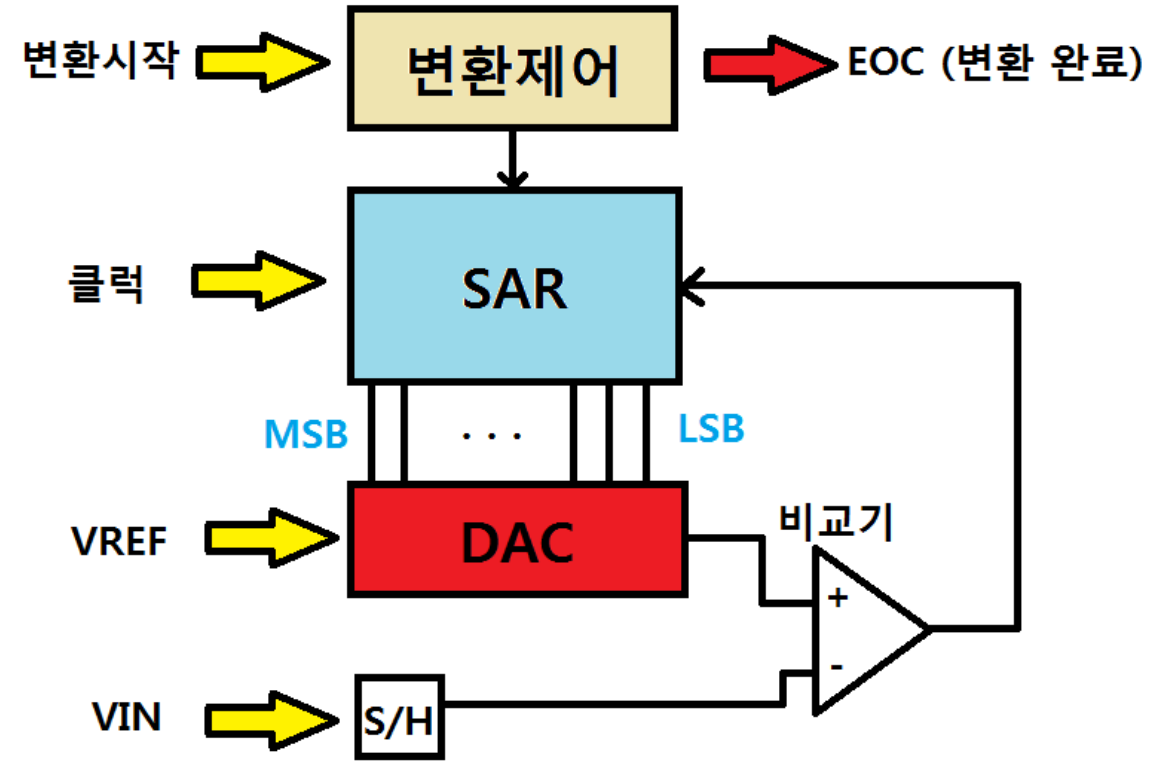 변환시작
변환제어
EOC (변환 완료)
클럭
SAR
MSB
. . .
LSB
VREF
DAC
비교기
+
-
VIN
S/H